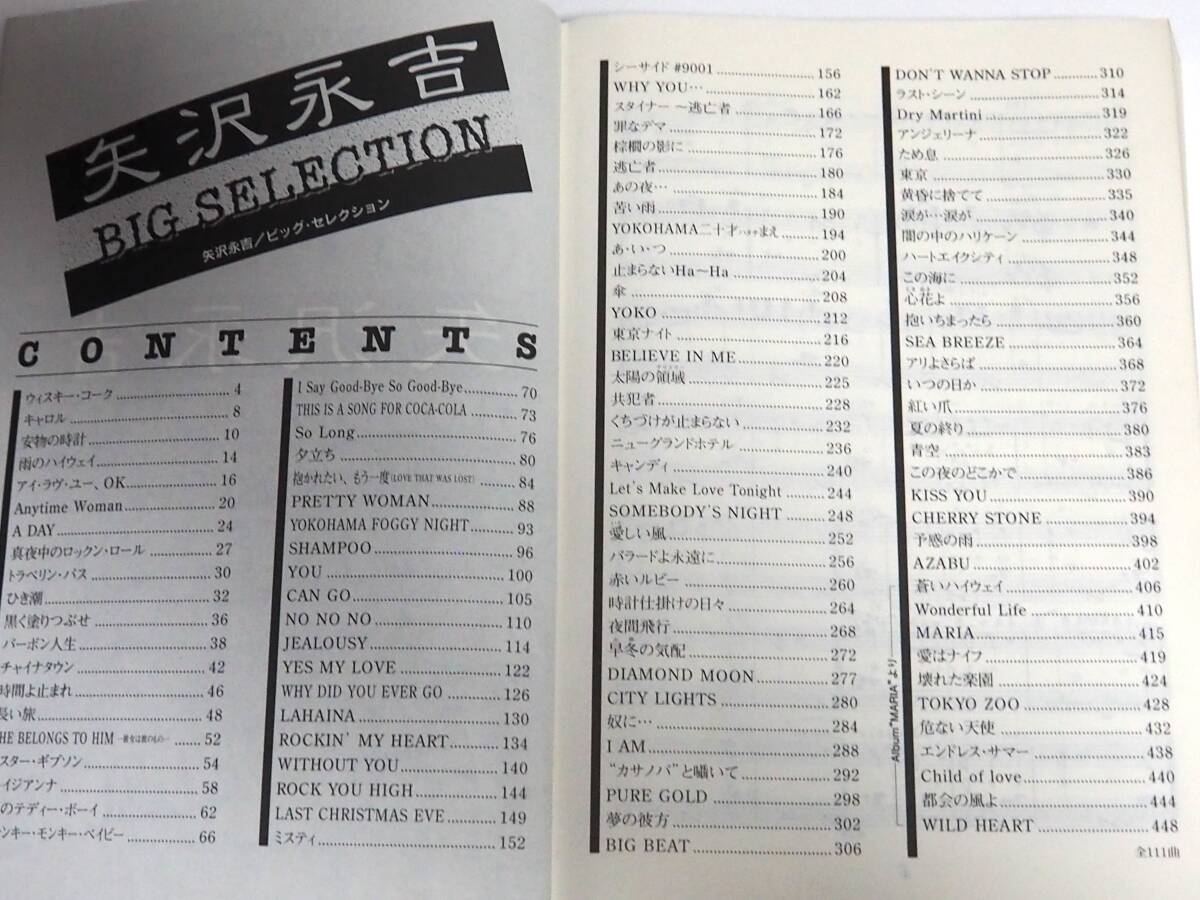 矢沢永吉
BIG SELECTION
矢沢永吉／ビッグ・セレクション
CONTENTS
ウィスキー・コーク 4
キャロル 8
安物の時計 10
雨のハイウェイ 14
アイ・ラヴ・ユー、OK 16
Anytime Woman 20
A DAY 24
真夜中のロックン・ロール 27
トラベリン・バス 30
ひき潮 32
黒く塗りつぶせ 36
バーボン人生 38
チャイナタウン 42
時間よ止まれ 46
長い旅 48
HE BELONGS TO HIM 52
スター・ギブソン 54
イジアンナ 58
のテディー・ボーイ 62
ンキー・モンキー・ベイビー 66
I Say Good-Bye So Good-Bye 70
THIS IS A SONG FOR COCA-COLA 73
So Long 76
夕立ち 80
抱かれたい、もう一度(LOVE THAT WAS LOST) 84
PRETTY WOMAN 88
YOKOHAMA FOGGY NIGHT 93
SHAMPOO 96
YOU 100
CAN GO 105
NO NO NO 110
JEALOUSY 114
YES MY LOVE 122
WHY DID YOU EVER GO 126
LAHAINA 130
ROCKIN' MY HEART 134
WITHOUT YOU 140
ROCK YOU HIGH 144
LAST CHRISTMAS EVE 149
ミスティ 152
シーサイド #9001 156
WHY YOU… 162
スタイナー ～逃亡者 166
罪なデマ 172
棕櫚の影に 176
逃亡者 180
あの夜… 184
苦い雨 190
YOKOHAMA二十才まえ 194
あ・い・つ 200
止まらないHa～Ha 204
傘 208
YOKO 212
東京ナイト 216
BELIEVE IN ME 220
太陽の領域 225
共犯者 228
くちづけが止まらない 232
ニューグランドホテル 236
キャンディ 240
Let's Make Love Tonight 244
SOMEBODY'S NIGHT 248
愛しい風 252
バラードよ永遠に 256
赤いルビー 260
時計仕掛けの日々 264
夜間飛行 268
早冬の気配 272
DIAMOND MOON 277
CITY LIGHTS 280
奴に… 284
I AM 288
"カサノバ"と囁いて 292
PURE GOLD 298
夢の彼方 302
BIG BEAT 306
DON'T WANNA STOP 310
ラスト・シーン 314
Dry Martini 319
アンジェリーナ 322
ため息 326
東京 330
黄昏に捨てて 335
涙が…涙が 340
闇の中のハリケーン 344
ハートエイクシティ 348
この海に 352
心花よ 356
抱いちまったら 360
SEA BREEZE 364
アリよさらば 368
いつの日か 372
紅い爪 376
夏の終り 380
青空 383
この夜のどこかで 386
KISS YOU 390
CHERRY STONE 394
予感の雨 398
AZABU 402
蒼いハイウェイ 406
Wonderful Life 410
MARIA 415
愛はナイフ 419
壊れた楽園 424
TOKYO ZOO 428
危ない天使 432
エンドレス・サマー 438
Child of love 440
都会の風よ 444
WILD HEART 448
Album"MARIA"より
全111曲